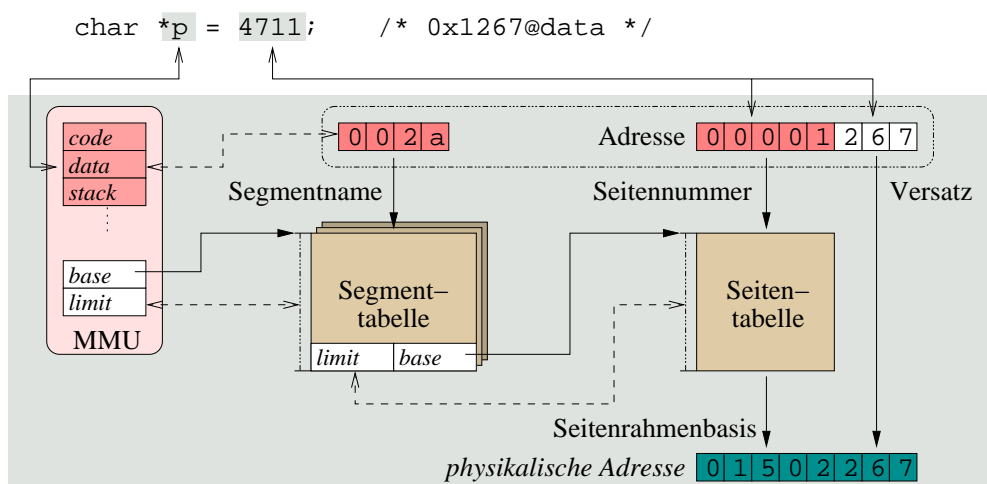 char *p = 4711;     /* 0x1267@data */
code
data
stack
base
limit
MMU
0 0 2 a
Adresse 0 0 0 0 1 2 6 7
Segmentname
Seitennummer
Versatz
Segment–
tabelle
limit base
Seiten–
tabelle
Seitenrahmenbasis
physikalische Adresse 0 1 5 0 2 2 6 7